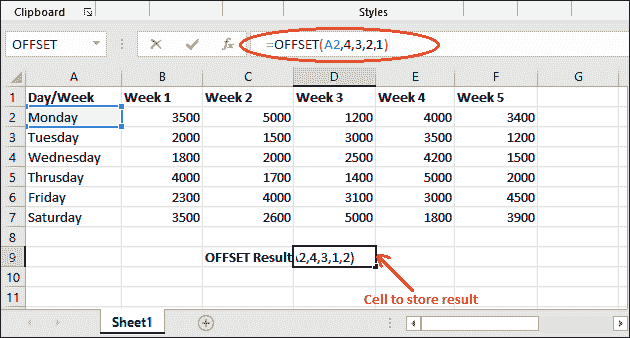 Clipboard Styles
OFFSET =OFFSET(A2,4,3,2,1)
A B C D E F G
1 Day/Week Week 1 Week 2 Week 3 Week 4 Week 5
2 Monday 3500 5000 1200 4000 3400
3 Tuesday 2000 1500 3000 3500 1200
4 Wednesday 1800 2000 2500 4200 1500
5 Thrusday 4000 1700 1400 5000 2000
6 Friday 2300 4000 3100 3000 4500
7 Saturday 3500 2600 5000 1800 3900
8
9 OFFSET Result \2,4,3,1,2)
10
11 Cell to store result
Sheet1